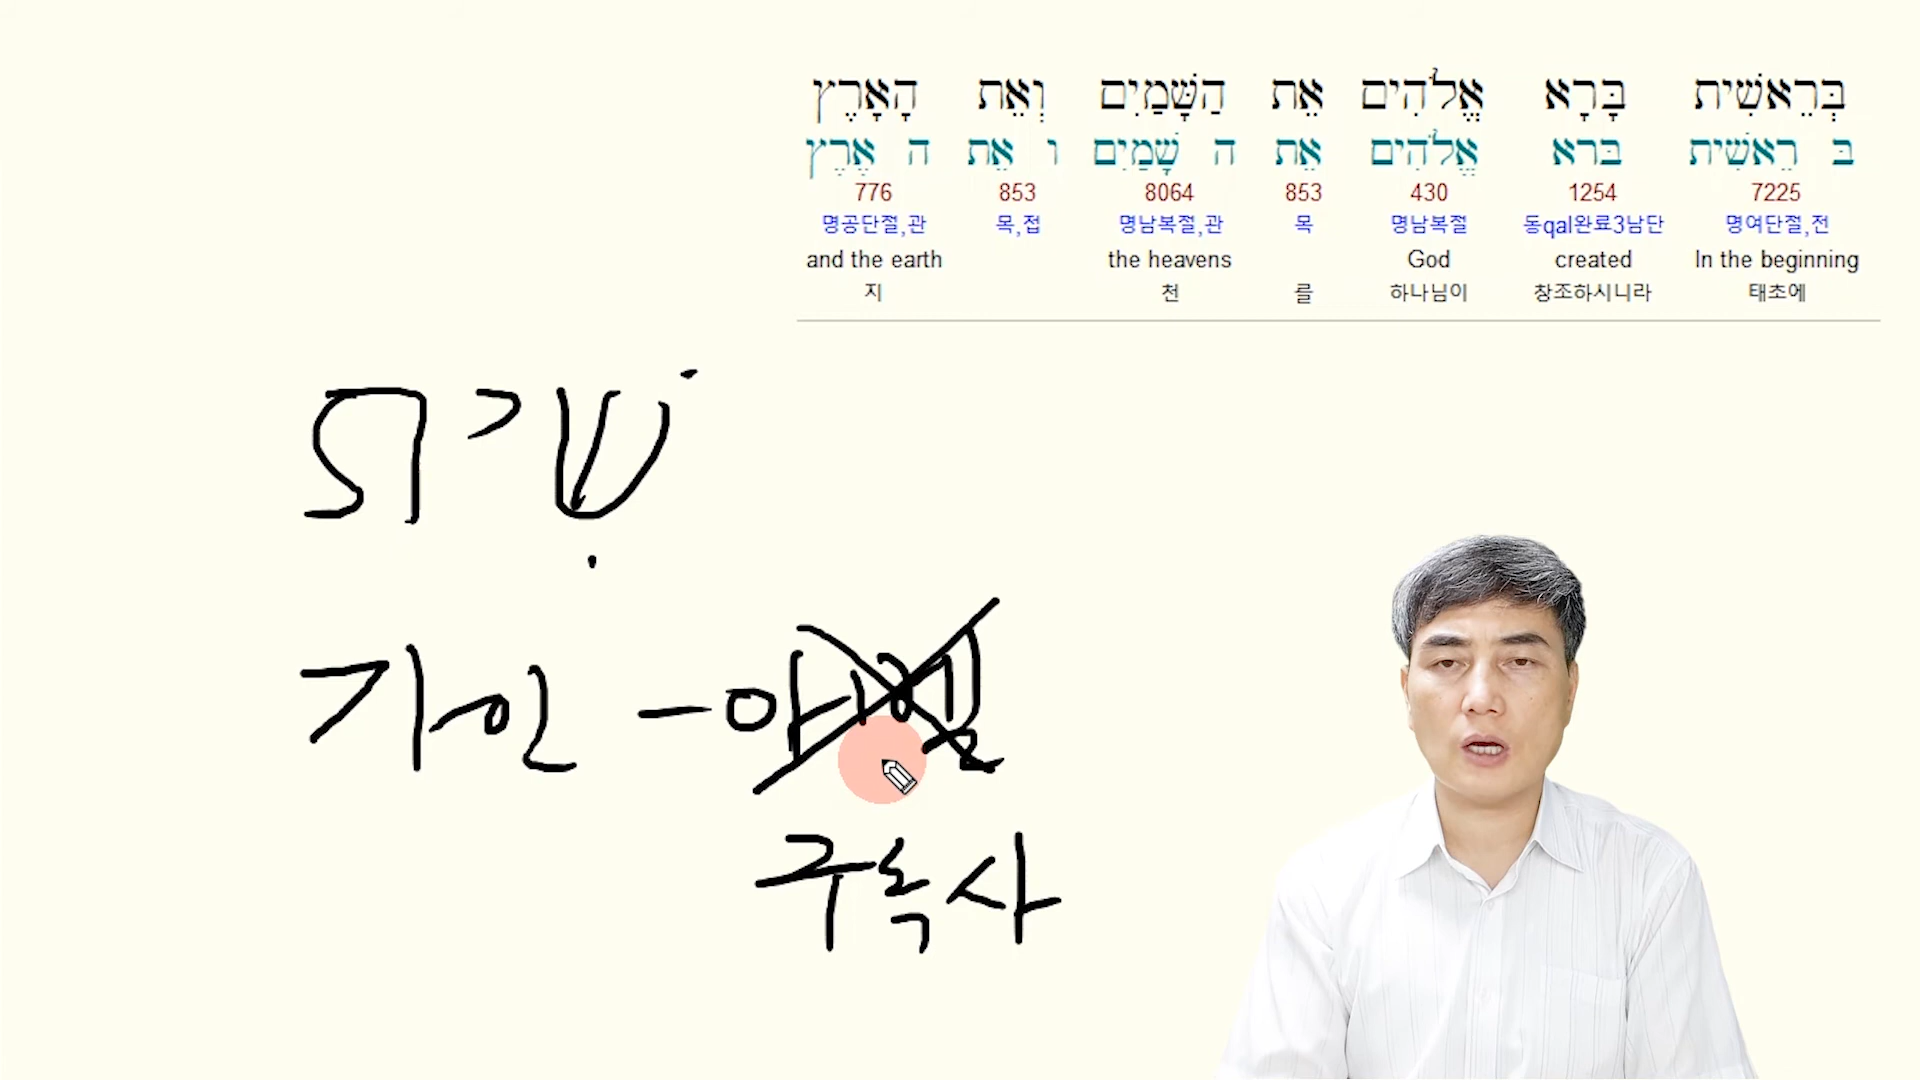 בְּרֵאשִׁית בָּרָא אֱלֹהִים אֵת הַשָּׁמַיִם וְאֵת הָאָרֶץ
ב רֵאשִׁית ברא אֱלֹהִים אֵת ה שָׁמַיִם ו אֵת ה אֶרֶץ
776 853 8064 853 430 1254 7225
명공단절,관 목,접 명남복절,관 목 명남복절 동qal완료3남단 명여단절,전
and the earth the heavens God created In the beginning
지 천 를 하나님이 창조하시니라 태초에
שִׁית
가인 - 아벨
구속사